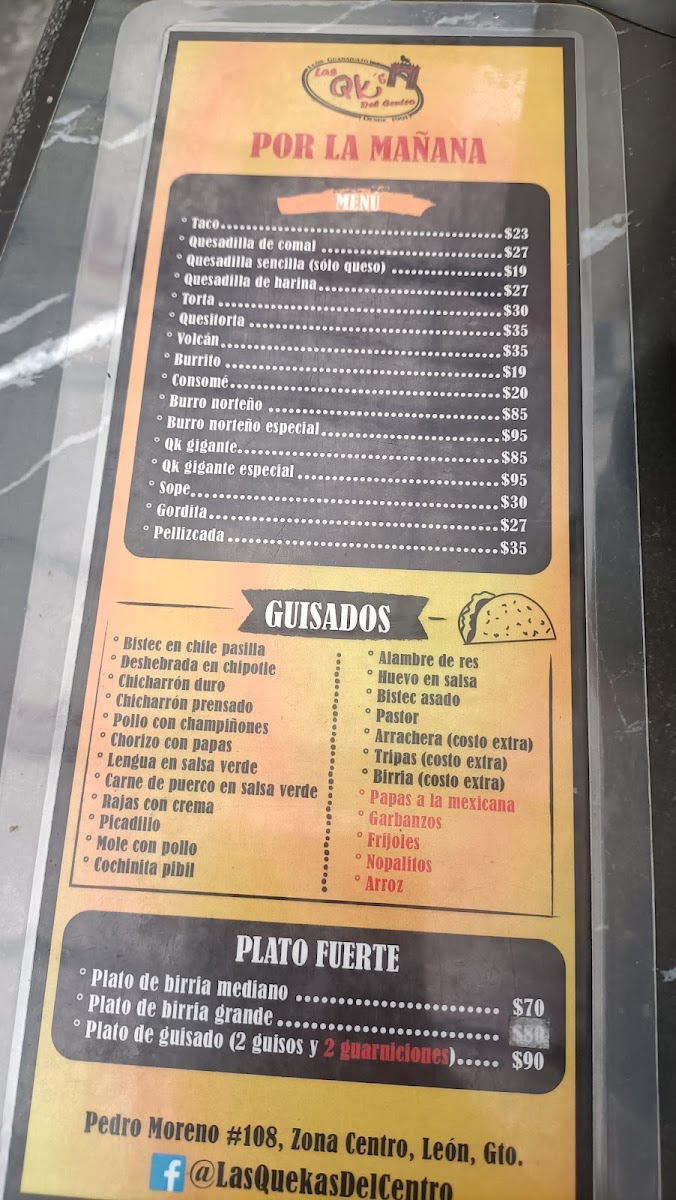 León Guanajuato
Las
Qk's
Del Centro
Desde
POR LA MAÑANA
MENÚ
° Taco........$23
° Quesadilla de comal ........$27
° Quesadilla sencilla (sólo queso) ........$19
° Quesadilla de harina........$27
° Torta ........$30
° Quesitorta ........$35
° Volcán........$35
° Burrito ........$19
° Consomé........$20
° Burro norteño ........$85
° Burro norteño especial........$95
° Qk gigante........$85
° Qk gigante especial ........$95
° Sope........$30
° Gordita........$27
° Pellizcada........$35
GUISADOS
° Bistec en chile pasilla
° Deshebrada en chipotle
° Chicharrón duro
° Chicharrón prensado
° Pollo con champiñones
° Chorizo con papas
° Lengua en salsa verde
° Carne de puerco en salsa verde
° Rajas con crema
° Picadillo
° Mole con pollo
° Cochinita pibil
° Alambre de res
° Huevo en salsa
° Bistec asado
° Pastor
° Arrachera (costo extra)
° Tripas (costo extra)
° Birria (costo extra)
° Papas a la mexicana
° Garbanzos
° Frijoles
° Nopalitos
° Arroz
PLATO FUERTE
° Plato de birria mediano ........ $70
° Plato de birria grande........ $80
° Plato de guisado (2 guisos y 2 guarniciones)..... $90
Pedro Moreno #108, Zona Centro, León, Gto.
f @LasQuekasDelCentro